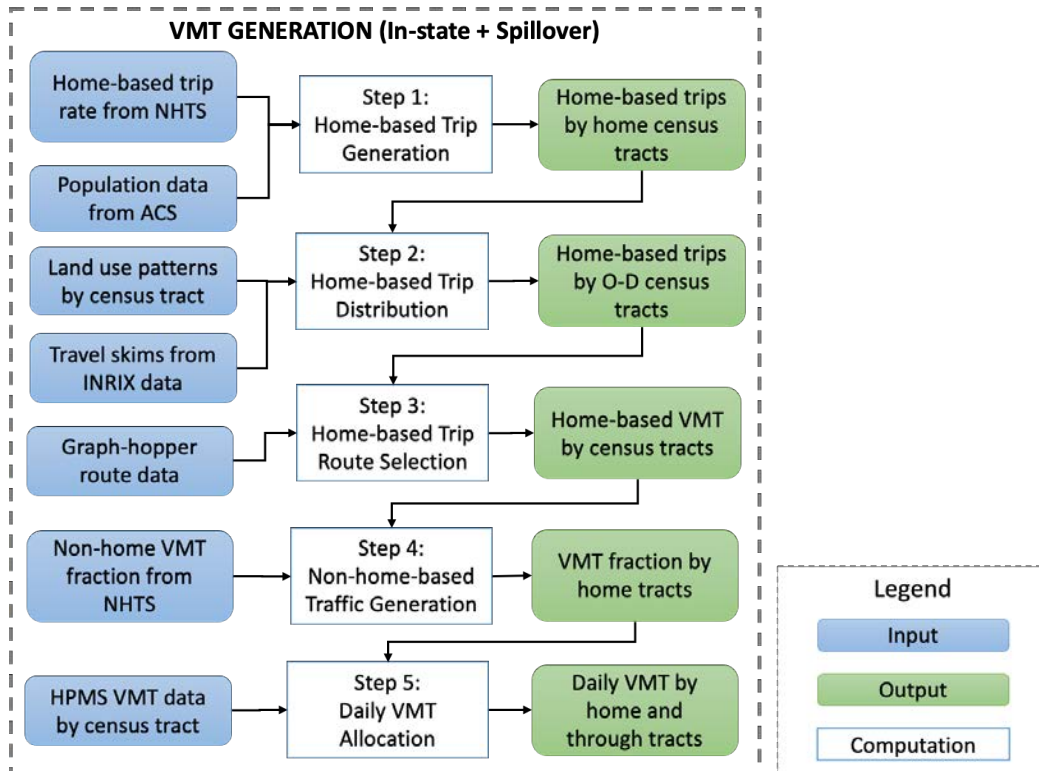 VMT GENERATION (In-state + Spillover)
Home-based trip
rate from NHTS
Step 1:
Home-based Trip
Generation
Home-based trips
by home census
tracts
Population data
from ACS
Land use patterns
by census tract
Step 2:
Home-based Trip
Distribution
Home-based trips
by O-D census
tracts
Travel skims from
INRIX data
Step 3:
Home-based Trip
Route Selection
Home-based VMT
by census tracts
Graph-hopper
route data
Non-home VMT
fraction from
NHTS
Step 4:
Non-home-based
Traffic Generation
VMT fraction by
home tracts
HPMS VMT data
by census tract
Step 5:
Daily VMT
Allocation
Daily VMT by
home and
through tracts
Legend
Input
Output
Computation